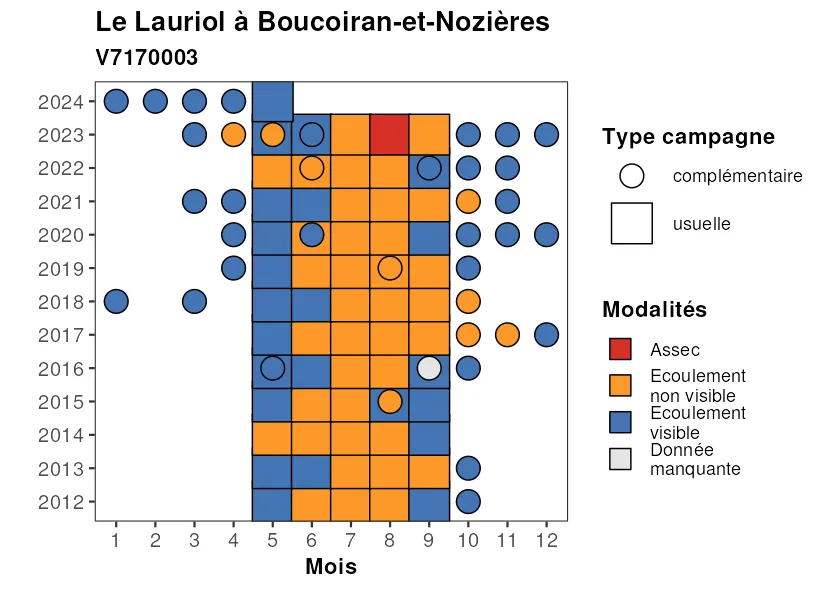 Le Lauriol à Boucoiran-et-Nozières
V7170003
2024
2023
2022
2021
2020
2019
2018
2017
2016
2015
2014
2013
2012
1 2 3 4 5 6 7 8 9 10 11 12
Mois
Type campagne
complémentaire
usuelle
Modalités
Assec
Ecoulement
non visible
Ecoulement
visible
Donnée
manquante